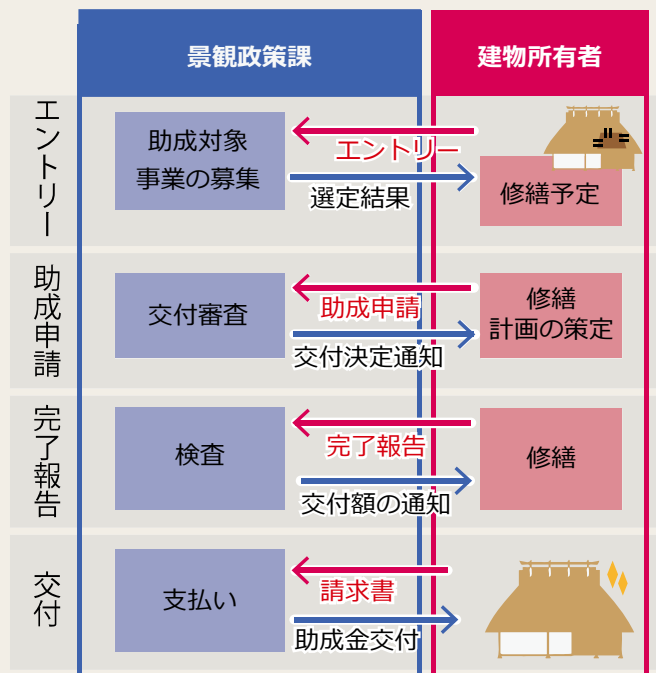 景観政策課
建物所有者
エントリー
助成対象
事業の募集
エントリー
選定結果
修繕予定
助成申請
交付審査
助成申請
交付決定通知
修繕
計画の策定
完了報告
検査
完了報告
交付額の通知
修繕
交付
支払い
請求書
助成金交付